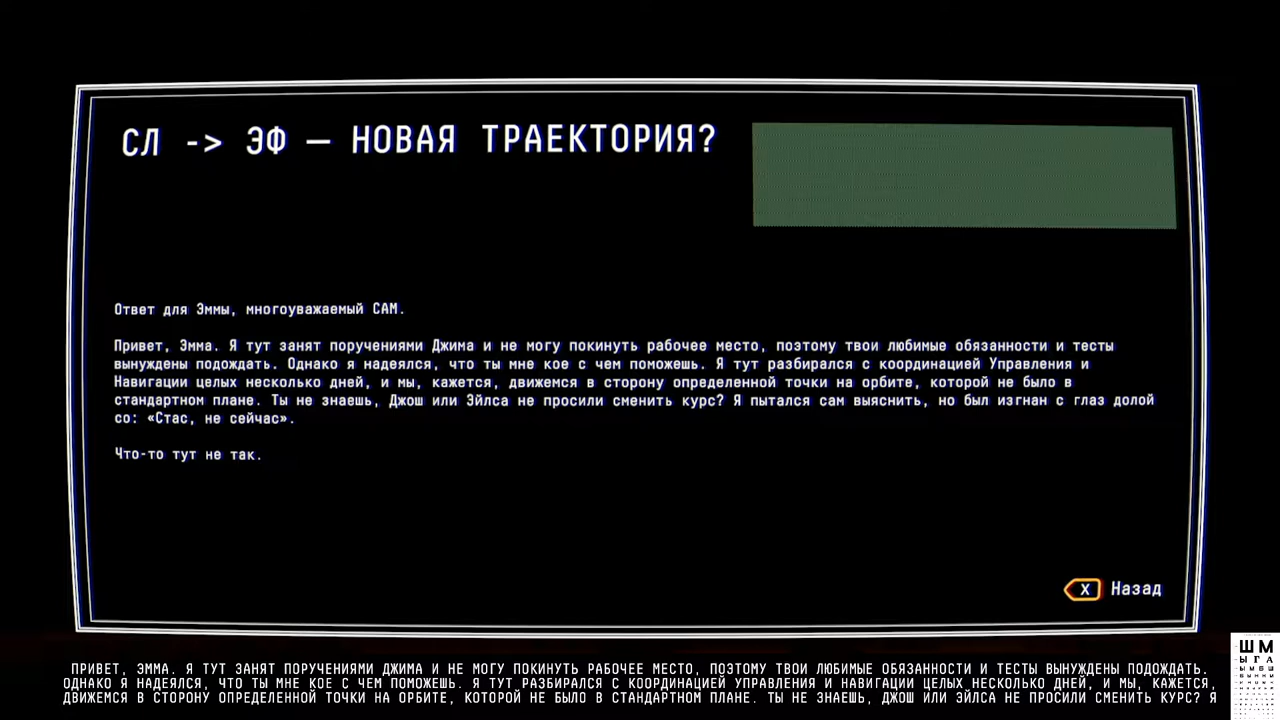 СЛ -> ЭФ — НОВАЯ ТРАЕКТОРИЯ?
Ответ для Эммы, многоуважаемый САМ.
Привет, Эмма. Я тут занят поручениями Джима и не могу покинуть рабочее место, поэтому твои любимые обязанности и тесты
вынуждены подождать. Однако я надеялся, что ты мне кое с чем поможешь. Я тут разбирался с координацией Управления и
Навигации целых несколько дней, и мы, кажется, движемся в сторону определенной точки на орбите, которой не было в
стандартном плане. Ты не знаешь, Джош или Эйлса не просили сменить курс? Я пытался сам выяснить, но был изгнан с глаз долой
со: «Стас, не сейчас».
Что-то тут не так.
X Назад
ПРИВЕТ, ЭММА. Я ТУТ ЗАНЯТ ПОРУЧЕНИЯМИ ДЖИМА И НЕ МОГУ ПОКИНУТЬ РАБОЧЕЕ МЕСТО, ПОЭТОМУ ТВОИ ЛЮБИМЫЕ ОБЯЗАННОСТИ И ТЕСТЫ ВЫНУЖДЕНЫ ПОДОЖДАТЬ.
ОДНАКО Я НАДЕЯЛСЯ, ЧТО ТЫ МНЕ КОЕ С ЧЕМ ПОМОЖЕШЬ. Я ТУТ РАЗБИРАЛСЯ С КООРДИНАЦИЕЙ УПРАВЛЕНИЯ И НАВИГАЦИИ ЦЕЛЫХ НЕСКОЛЬКО ДНЕЙ, И МЫ, КАЖЕТСЯ,
ДВИЖЕМСЯ В СТОРОНУ ОПРЕДЕЛЕННОЙ ТОЧКИ НА ОРБИТЕ, КОТОРОЙ НЕ БЫЛО В СТАНДАРТНОМ ПЛАНЕ. ТЫ НЕ ЗНАЕШЬ, ДЖОШ ИЛИ ЭЙЛСА НЕ ПРОСИЛИ СМЕНИТЬ КУРС? Я
Ш М
Ы Г А
Ы М Б Ш